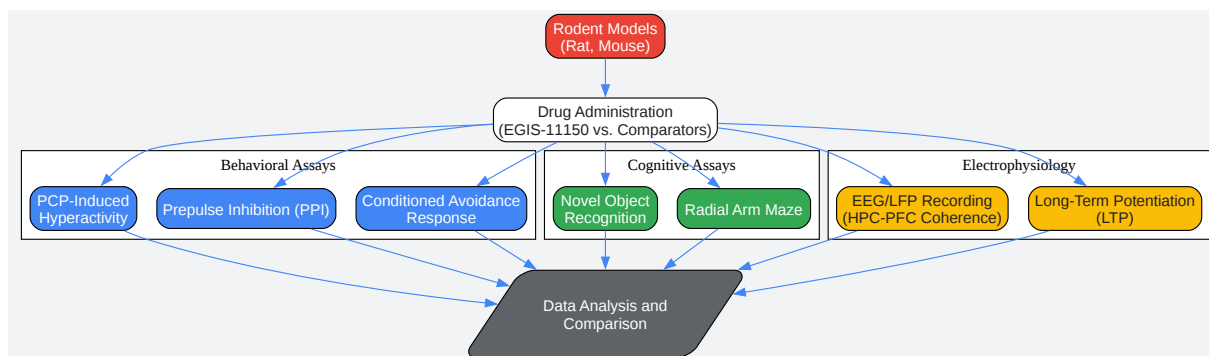 Rodent Models
(Rat, Mouse)
Drug Administration
(EGIS-11150 vs. Comparators)
Behavioral Assays
Cognitive Assays
Electrophysiology
PCP-Induced
Hyperactivity
Prepulse Inhibition (PPI)
Conditioned Avoidance
Response
Novel Object
Recognition
Radial Arm Maze
EEG/LFP Recording
(HPC-PFC Coherence)
Long-Term Potentiation
(LTP)
Data Analysis and
Comparison